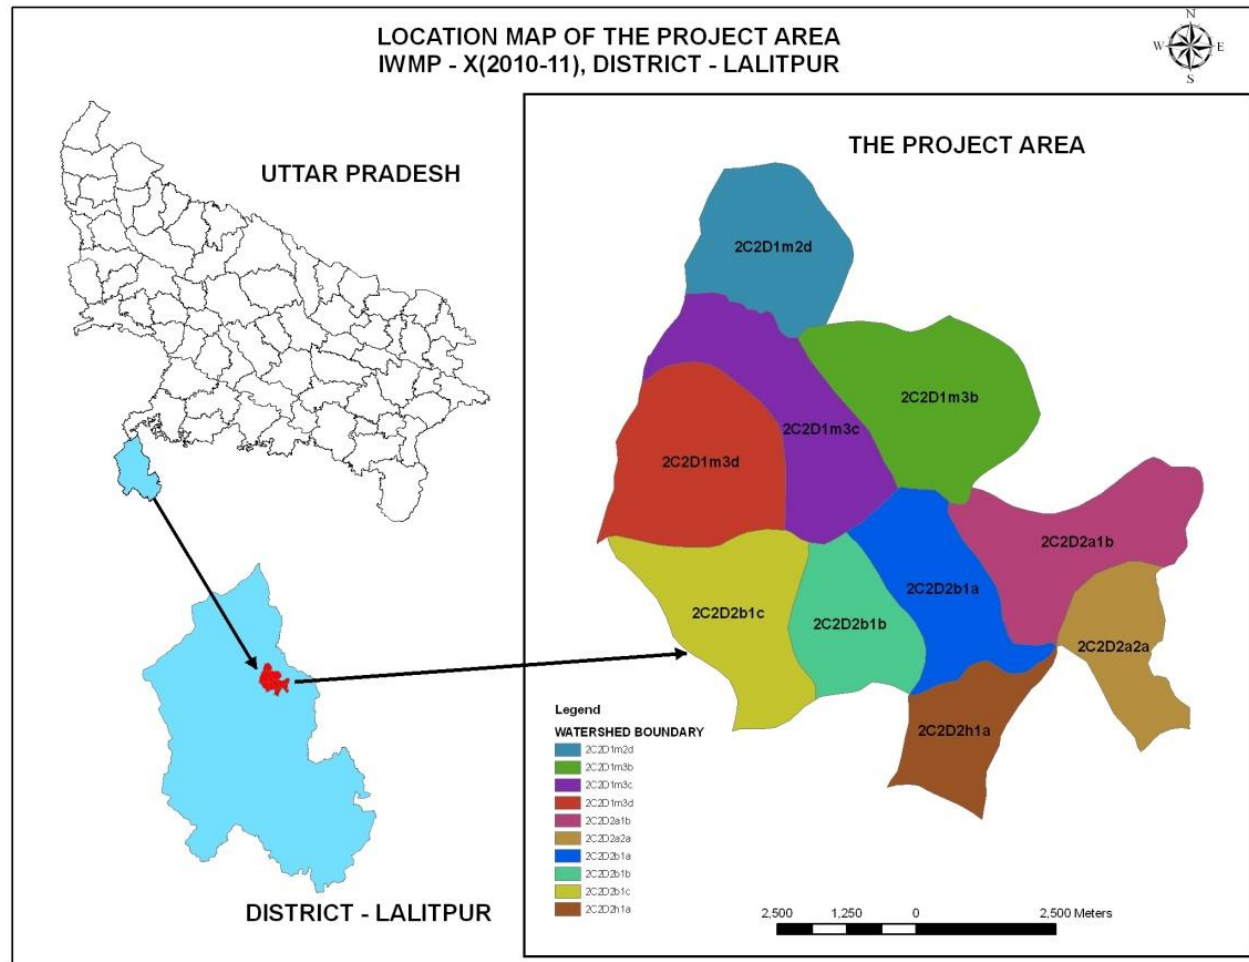 LOCATION MAP OF THE PROJECT AREA
IWMP - X(2010-11), DISTRICT - LALITPUR
N
W
E
S
UTTAR PRADESH
THE PROJECT AREA
2C2D1m2d
2C2D1m3b
2C2D1m3c
2C2D1m3d
2C2D2a1b
2C2D2b1a
2C2D2b1c
2C2D2b1b
2C2D2a2a
2C2D2h1a
Legend
WATERSHED BOUNDARY
2C2D1m2d
2C2D1m3b
2C2D1m3c
2C2D1m3d
2C2D2a1b
2C2D2a2a
2C2D2b1a
2C2D2b1b
2C2D2b1c
2C2D2h1a
DISTRICT - LALITPUR
2,500 1,250 0 2,500 Meters